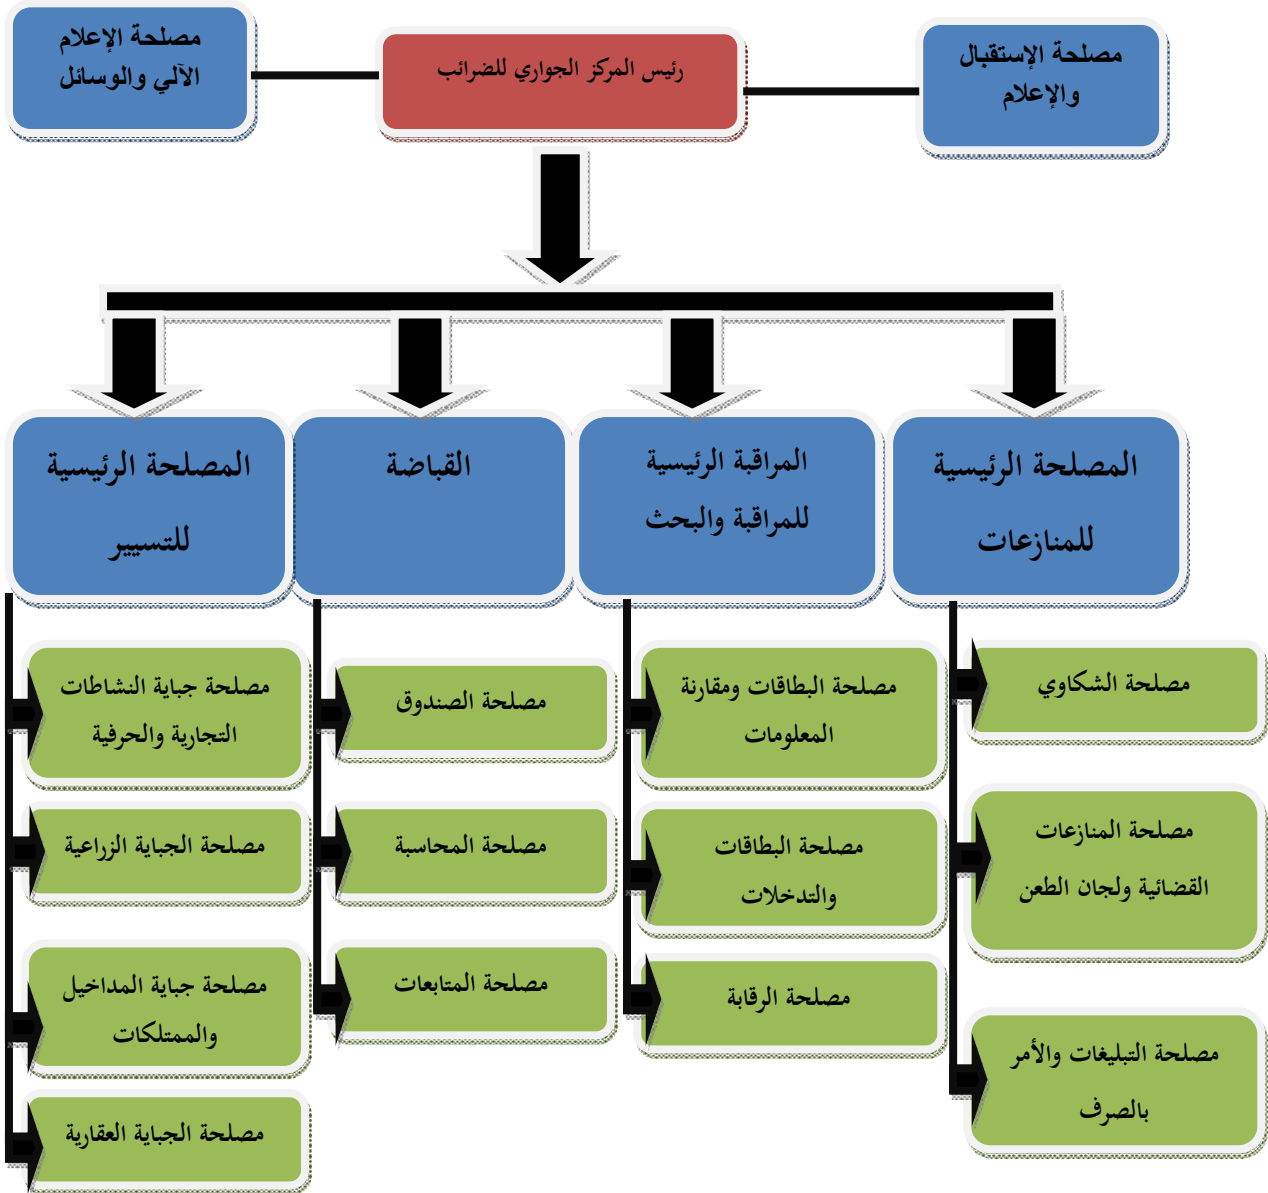 مصلحة الإستقبال
والإعلام
رئيس المركز الجواري للضرائب
مصلحة الإعلام
الآلي والوسائل
المصلحة الرئيسية
للمنازعات
المراقبة الرئيسية
للمراقبة والبحث
القباضة
المصلحة الرئيسية
للتسيير
مصلحة الشكاوي
مصلحة المنازعات
القضائية ولجان الطعن
مصلحة التبليغات والأمر
بالصرف
مصلحة البطاقات ومقارنة
المعلومات
مصلحة البطاقات
والتدخلات
مصلحة الرقابة
مصلحة الصندوق
مصلحة المحاسبة
مصلحة المتابعات
مصلحة جباية النشاطات
التجارية والحرفية
مصلحة الجباية الزراعية
مصلحة جباية المداخيل
والممتلكات
مصلحة الجباية العقارية